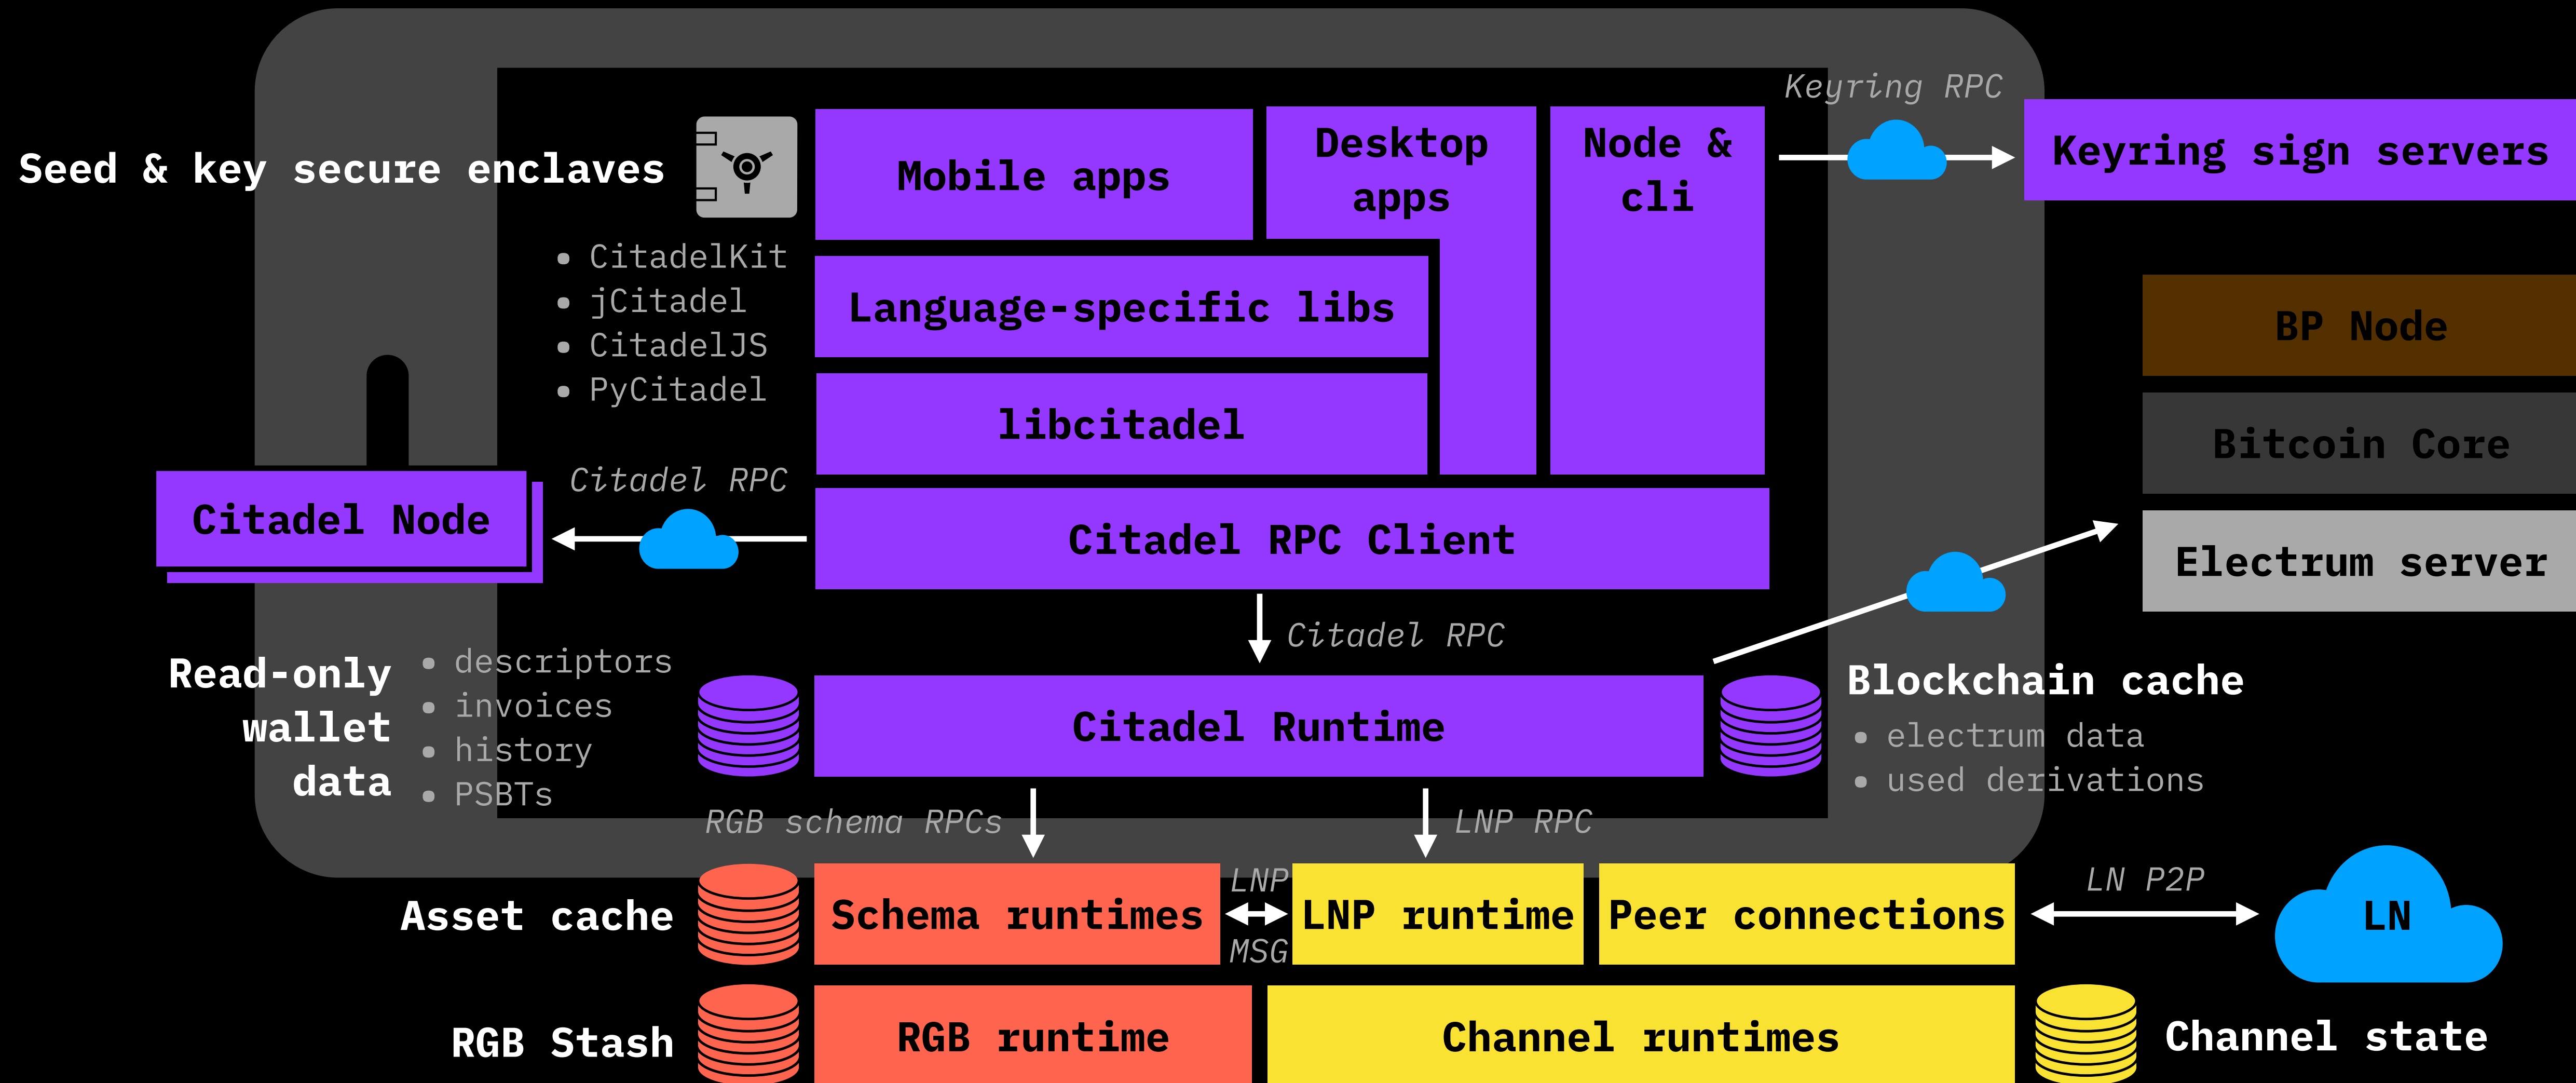 Keyring RPC
Seed & key secure enclaves
Mobile apps
Desktop
apps
Node &
cli
Keyring sign servers
• CitadelKit
• jCitadel
• CitadelJS
• PyCitadel
Language-specific libs
BP Node
libcitadel
Bitcoin Core
Citadel Node
Citadel RPC
Citadel RPC Client
Electrum server
Citadel RPC
Read-only
wallet
data
• descriptors
• invoices
• history
• PSBTs
Citadel Runtime
Blockchain cache
• electrum data
• used derivations
RGB schema RPCs
LNP RPC
Asset cache
Schema runtimes
LNP
MSG
LNP runtime
Peer connections
LN P2P
LN
RGB Stash
RGB runtime
Channel runtimes
Channel state